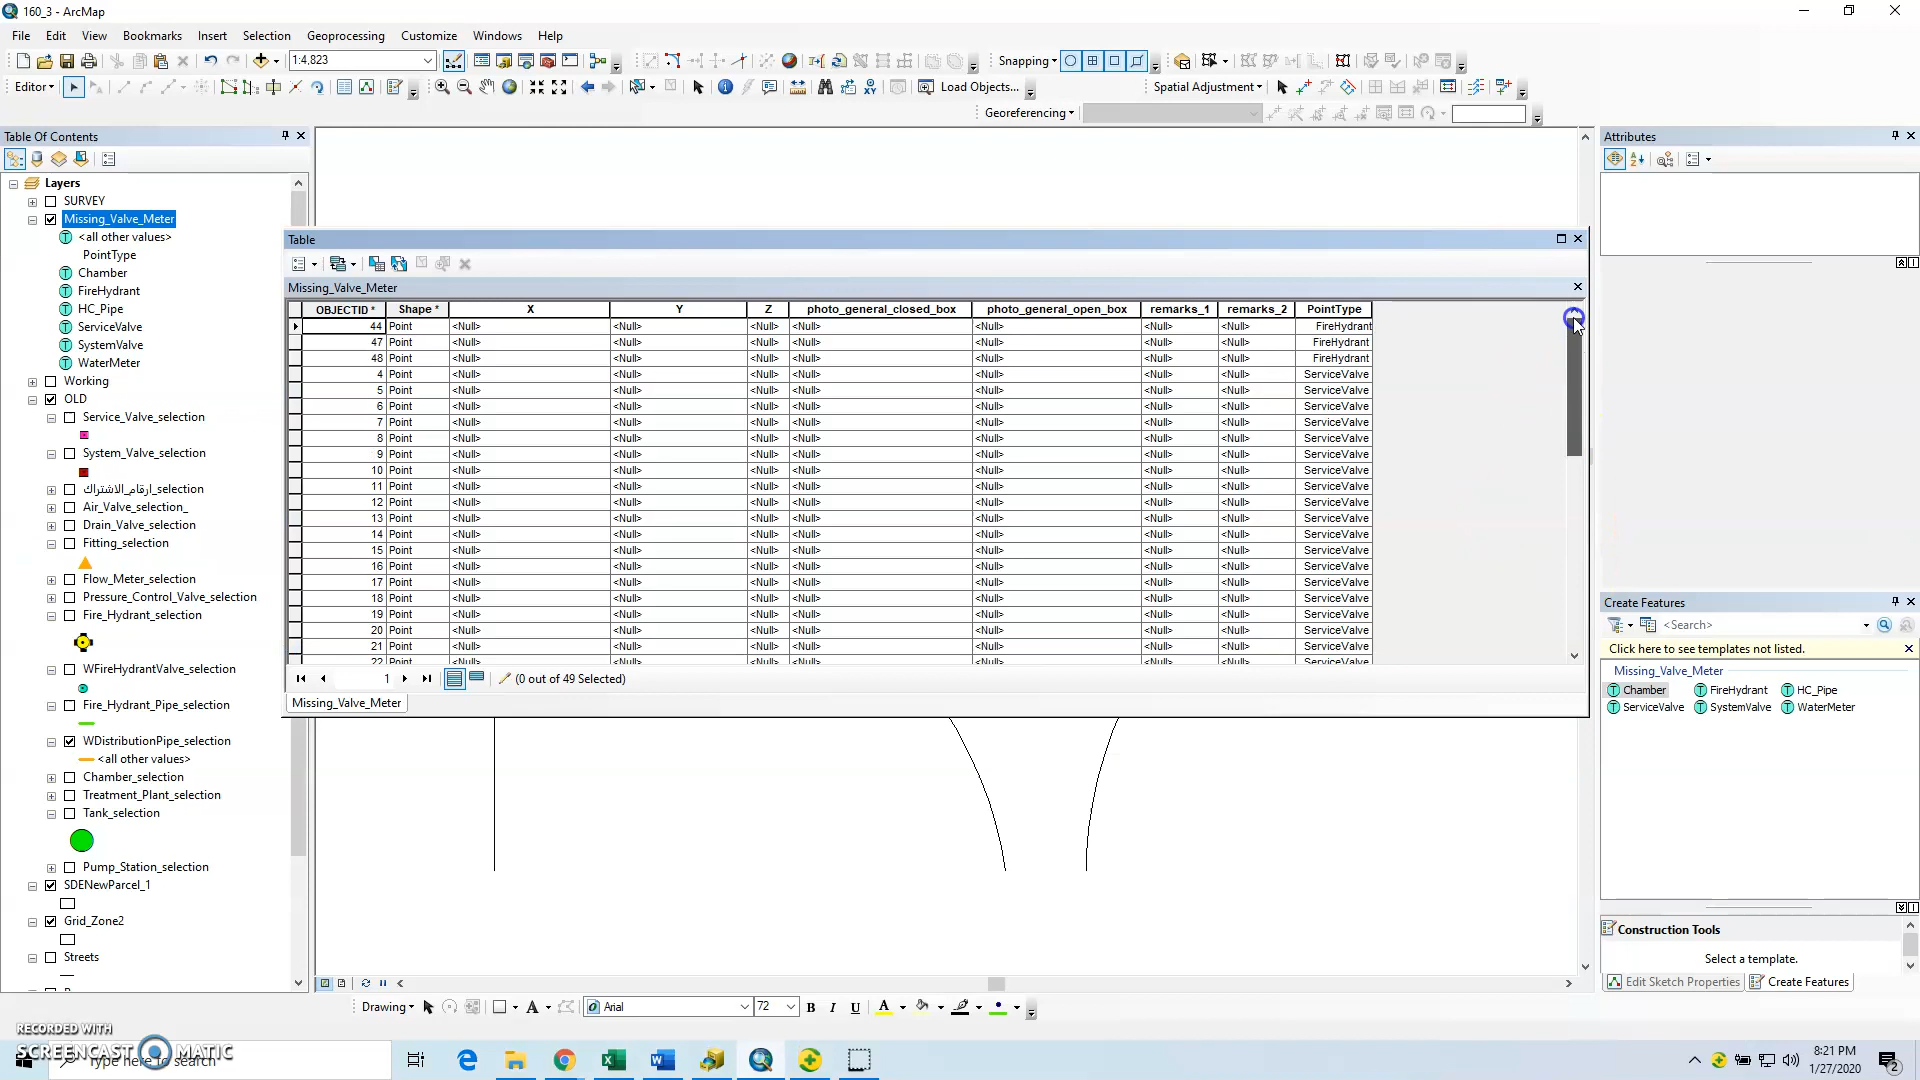 160_3 - ArcMap
File Edit View Bookmarks Insert Selection Geoprocessing Customize Windows Help
1:4,823
Snapping
Editor
Load Objects...
Spatial Adjustment
Georeferencing
Table Of Contents
Layers
SURVEY
Missing_Valve_Meter
<all other values>
PointType
Chamber
FireHydrant
HC_Pipe
ServiceValve
SystemValve
WaterMeter
Working
OLD
Service_Valve_selection
System_Valve_selection
ارقام_الاشتراك_selection
Air_Valve_selection_
Drain_Valve_selection
Fitting_selection
Flow_Meter_selection
Pressure_Control_Valve_selection
Fire_Hydrant_selection
WFireHydrantValve_selection
Fire_Hydrant_Pipe_selection
WDistributionPipe_selection
<all other values>
Chamber_selection
Treatment_Plant_selection
Tank_selection
Pump_Station_selection
SDENewParcel_1
Grid_Zone2
Streets
Table
Missing_Valve_Meter
OBJECTID * Shape * X Y Z photo_general_closed_box photo_general_open_box remarks_1 remarks_2 PointType
44 Point <Null> <Null> <Null> <Null> <Null> <Null> <Null> FireHydrant
47 Point <Null> <Null> <Null> <Null> <Null> <Null> <Null> FireHydrant
48 Point <Null> <Null> <Null> <Null> <Null> <Null> <Null> FireHydrant
4 Point <Null> <Null> <Null> <Null> <Null> <Null> <Null> ServiceValve
5 Point <Null> <Null> <Null> <Null> <Null> <Null> <Null> ServiceValve
6 Point <Null> <Null> <Null> <Null> <Null> <Null> <Null> ServiceValve
7 Point <Null> <Null> <Null> <Null> <Null> <Null> <Null> ServiceValve
8 Point <Null> <Null> <Null> <Null> <Null> <Null> <Null> ServiceValve
9 Point <Null> <Null> <Null> <Null> <Null> <Null> <Null> ServiceValve
10 Point <Null> <Null> <Null> <Null> <Null> <Null> <Null> ServiceValve
11 Point <Null> <Null> <Null> <Null> <Null> <Null> <Null> ServiceValve
12 Point <Null> <Null> <Null> <Null> <Null> <Null> <Null> ServiceValve
13 Point <Null> <Null> <Null> <Null> <Null> <Null> <Null> ServiceValve
14 Point <Null> <Null> <Null> <Null> <Null> <Null> <Null> ServiceValve
15 Point <Null> <Null> <Null> <Null> <Null> <Null> <Null> ServiceValve
16 Point <Null> <Null> <Null> <Null> <Null> <Null> <Null> ServiceValve
17 Point <Null> <Null> <Null> <Null> <Null> <Null> <Null> ServiceValve
18 Point <Null> <Null> <Null> <Null> <Null> <Null> <Null> ServiceValve
19 Point <Null> <Null> <Null> <Null> <Null> <Null> <Null> ServiceValve
20 Point <Null> <Null> <Null> <Null> <Null> <Null> <Null> ServiceValve
21 Point <Null> <Null> <Null> <Null> <Null> <Null> <Null> ServiceValve
22 Point <Null> <Null> <Null> <Null> <Null> <Null> <Null> ServiceValve
1 (0 out of 49 Selected)
Missing_Valve_Meter
Attributes
Create Features
<Search>
Click here to see templates not listed.
Missing_Valve_Meter
Chamber FireHydrant HC_Pipe
ServiceValve SystemValve WaterMeter
Construction Tools
Select a template.
Edit Sketch Properties Create Features
Drawing Arial 72 B I U A
RECORDED WITH
SCREENCAST MATIC
Type here to search
8:21 PM
1/27/2020
2